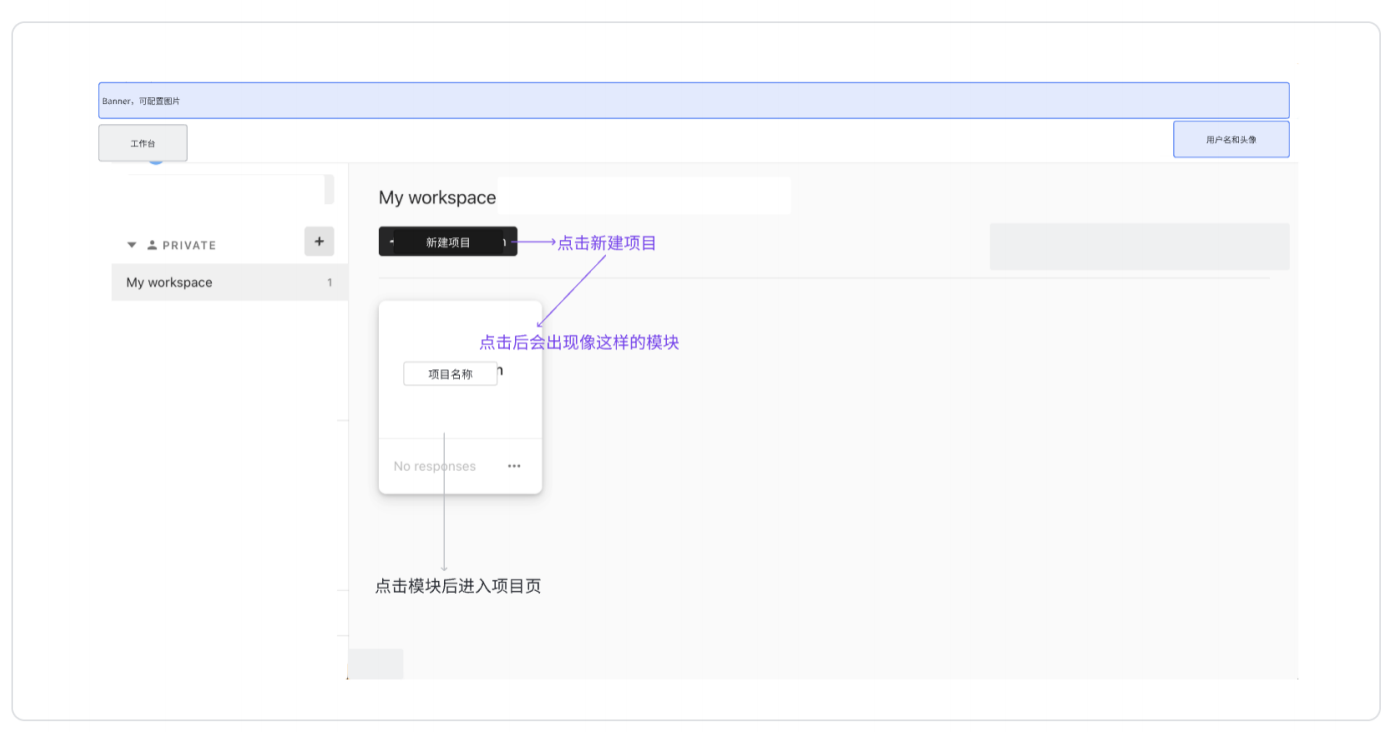 Banner，可配置图片
工作台
用户名和头像
My workspace
PRIVATE
+
新建项目
点击新建项目
My workspace
1
点击后会出现像这样的模块
项目名称
No responses
•••
点击模块后进入项目页